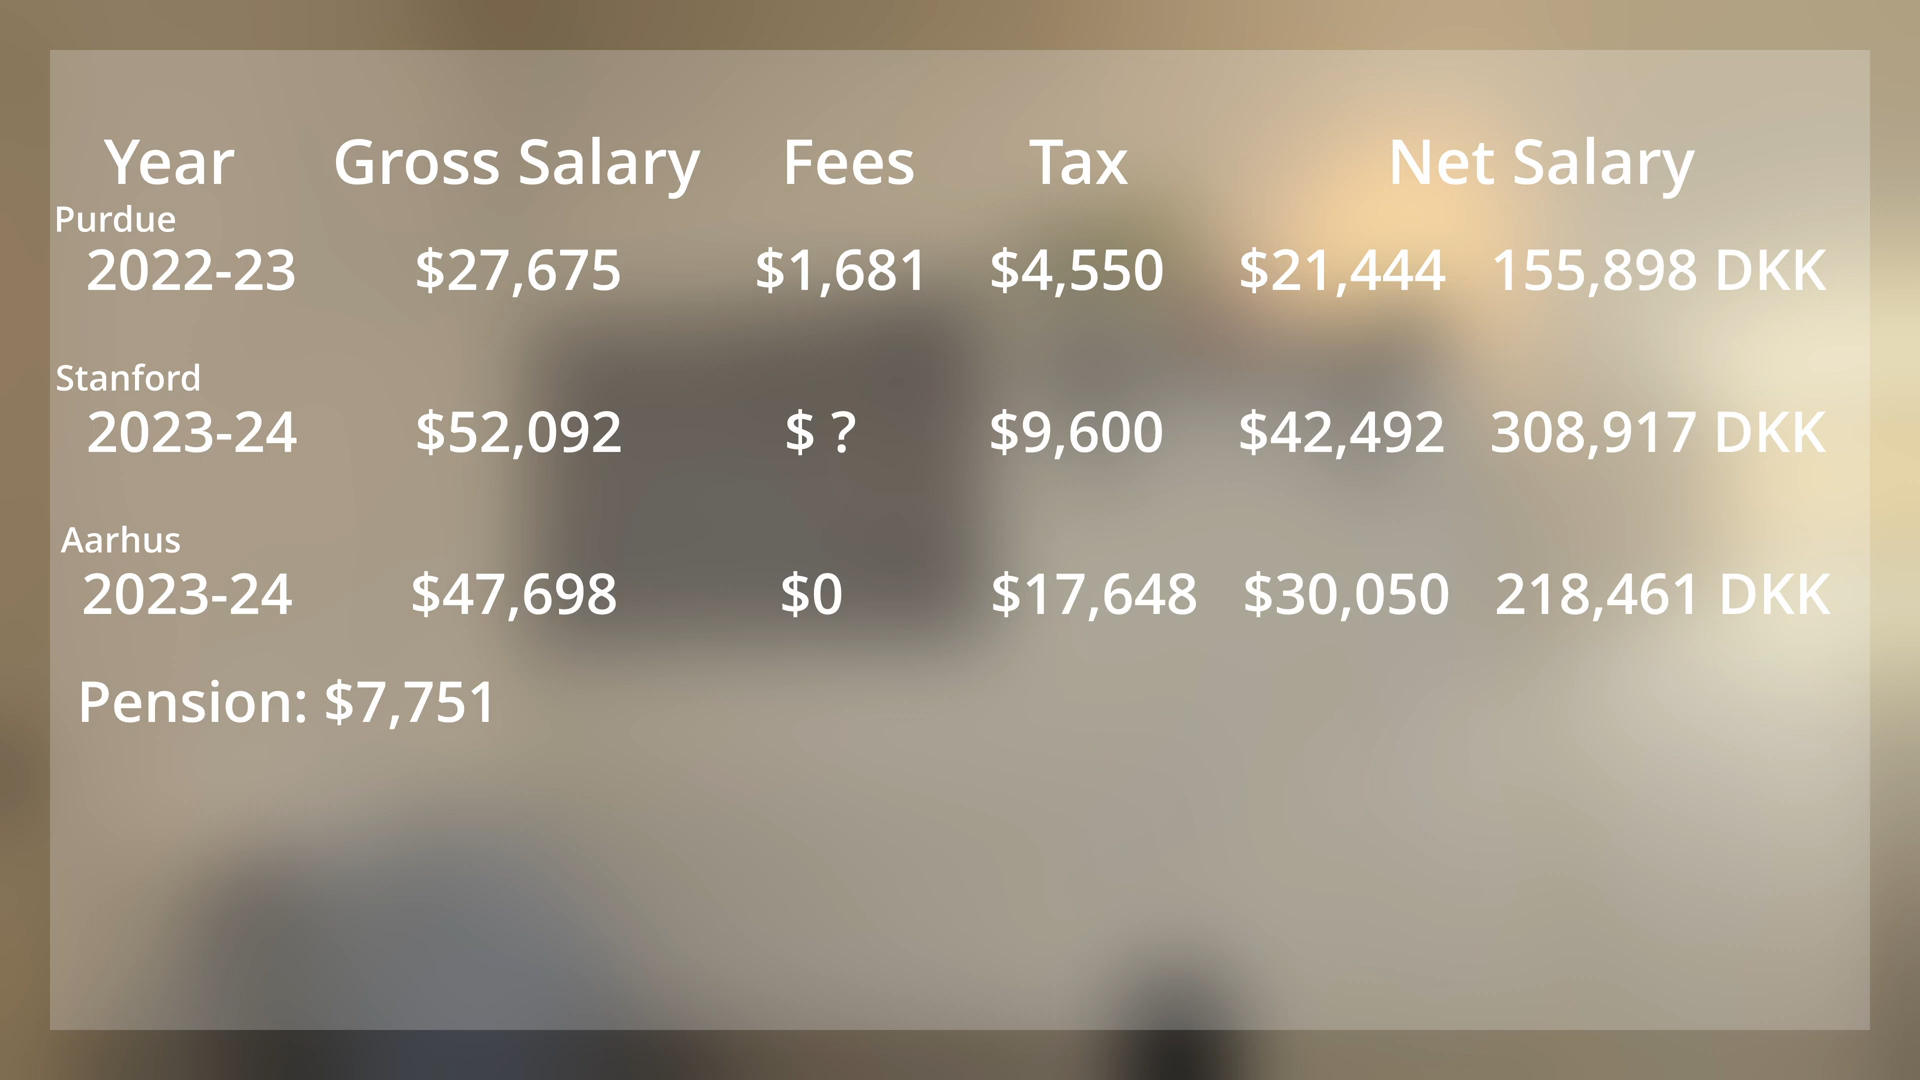 Year Gross Salary Fees Tax Net Salary
Purdue
2022-23 $27,675 $1,681 $4,550 $21,444 155,898 DKK
Stanford
2023-24 $52,092 $ ? $9,600 $42,492 308,917 DKK
Aarhus
2023-24 $47,698 $0 $17,648 $30,050 218,461 DKK
Pension: $7,751